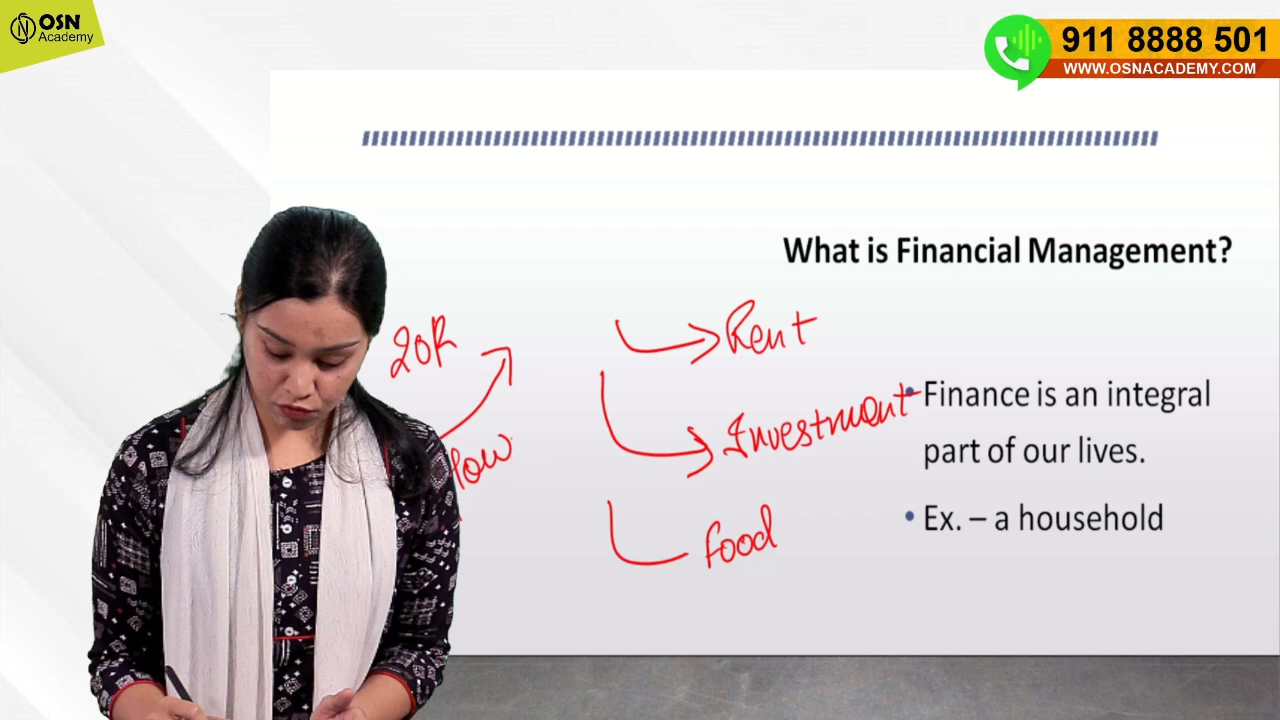 OSN
Academy
911 8888 501
WWW.OSNACADEMY.COM
What is Financial Management?
Rent
Investment
• Finance is an integral
part of our lives.
• Ex. – a household
food